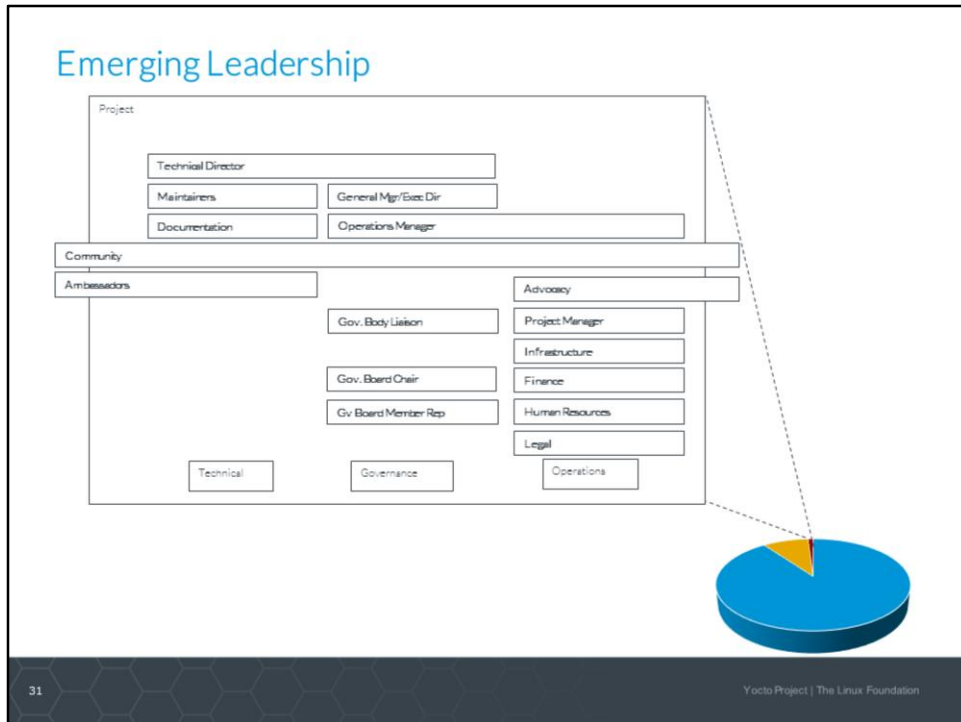 Emerging Leadership
Project
Technical Director
Maintainers
General Mgr/Exec Dir
Documentation
Operations Manager
Community
Ambassadors
Advocacy
Gov. Body Liaison
Project Manager
Infrastructure
Gov. Board Chair
Finance
Gv Board Member Rep
Human Resources
Legal
Technical
Governance
Operations
31
Yocto Project | The Linux Foundation